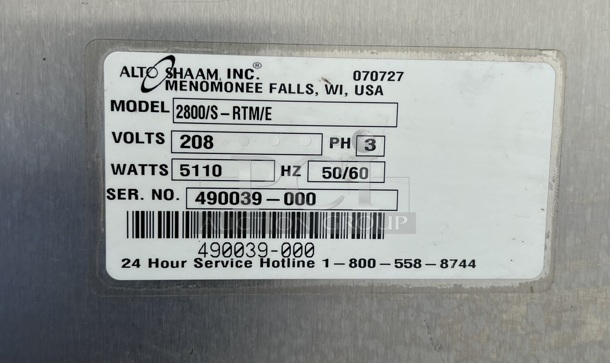 ALTO SHAAM, INC.® 070727
MENOMONEE FALLS, WI, USA
MODEL 2800/S-RTM/E
VOLTS 208 PH 3
WATTS 5110 HZ 50/60
SER. NO. 490039-000
490039-000
24 Hour Service Hotline 1-800-558-8744